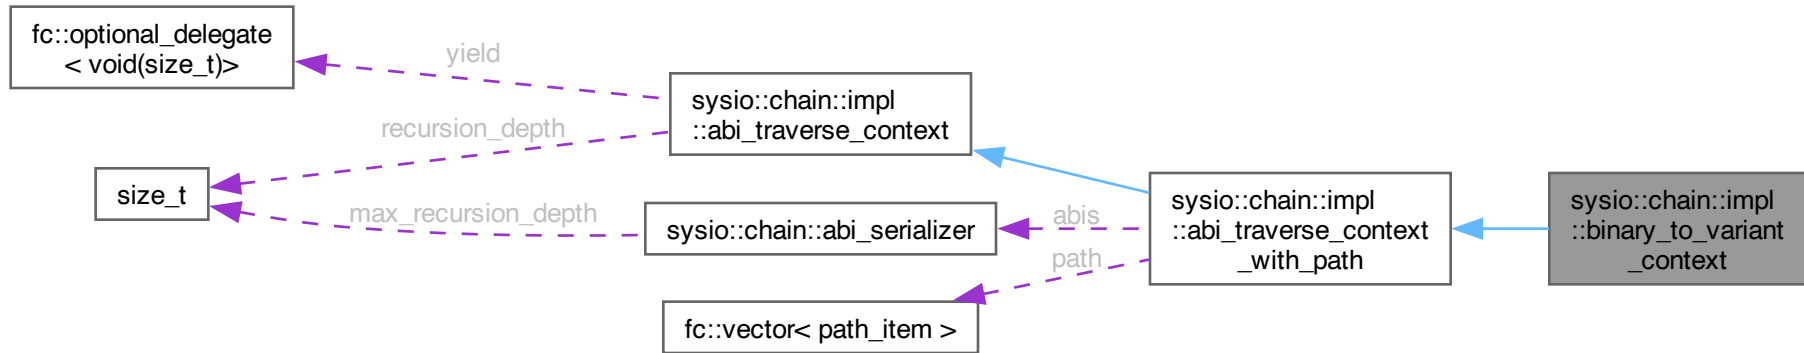 fc::optional_delegate
< void(size_t)>
yield
sysio::chain::impl
::abi_traverse_context
recursion_depth
size_t
max_recursion_depth
sysio::chain::abi_serializer
abis
path
fc::vector< path_item >
sysio::chain::impl
::abi_traverse_context
_with_path
sysio::chain::impl
::binary_to_variant
_context